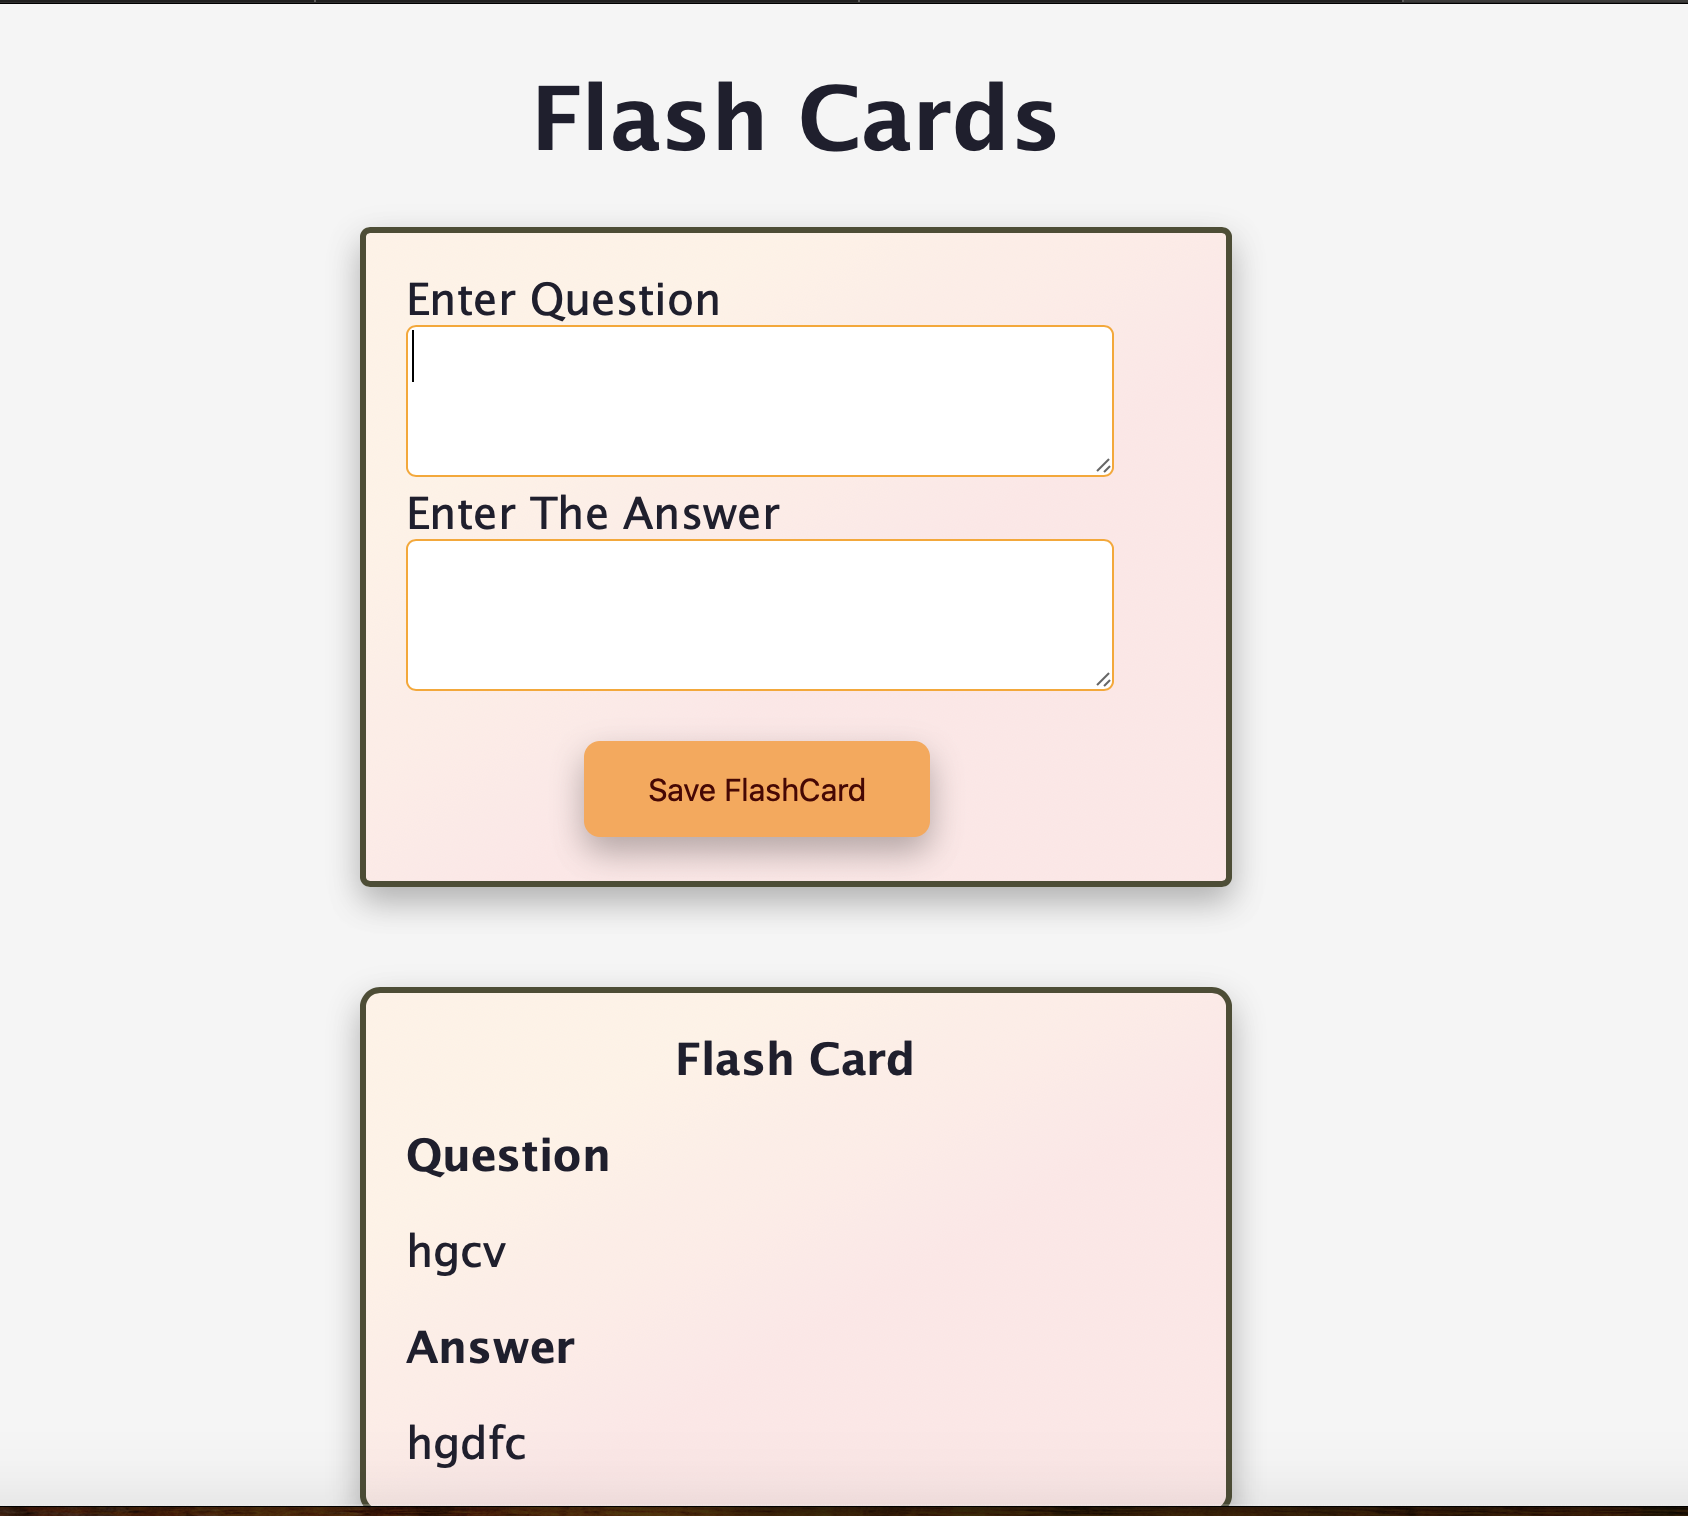 Flash Cards
Enter Question
Enter The Answer
Save FlashCard
Flash Card
Question
hgcv
Answer
hgdfc